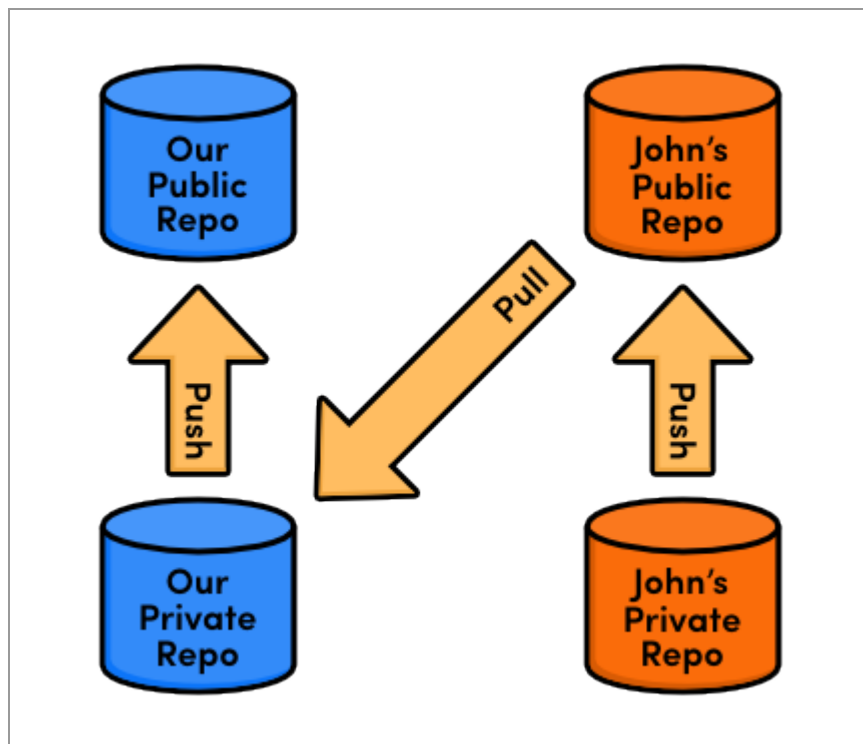 Our
Public
Repo
John's
Public
Repo
Pull
Push
Push
Our
Private
Repo
John's
Private
Repo